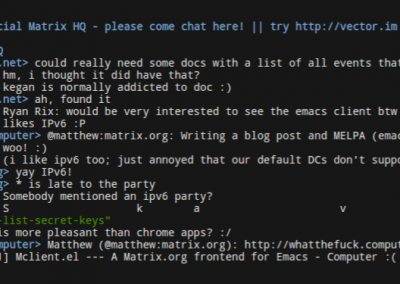 cial Matrix HQ - please come chat here! || try http://vector.im
Q
.net> could really need some docs with a list of all events that
hm, i thought it did have that?
kegan is normally addicted to doc :)
.net> ah, found it
Ryan Rix: would be very interested to see the emacs client btw
likes IPv6 :P
mputer> @matthew:matrix.org: Writing a blog post and MELPA (emac
woo! :)
(i like ipv6 too; just annoyed that our default DCs don't suppo
g> yay IPv6!
g> * is late to the party
Somebody mentioned an ipv6 party?
S k a v
-list-secret-keys"
is more pleasant than chrome apps? :/
mputer> Matthew (@matthew:matrix.org): http://whatthefuck.comput
] Mclient.el --- A Matrix.org frontend for Emacs - Computer :(